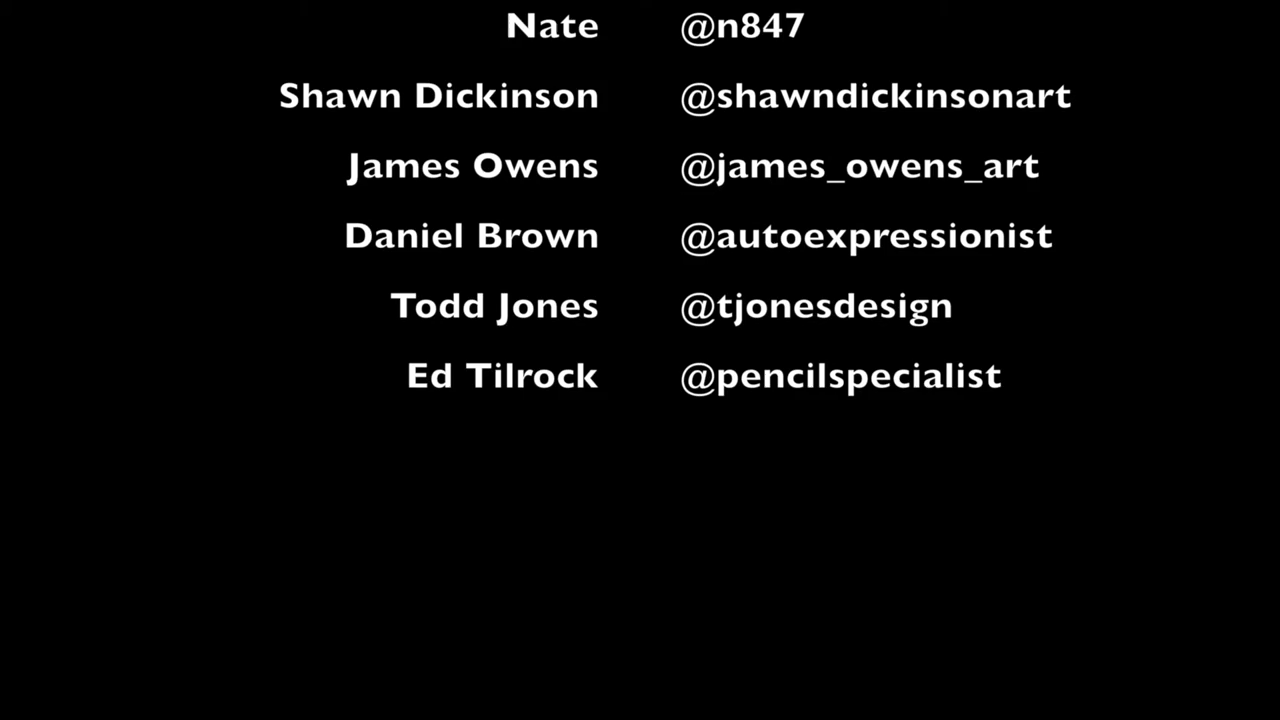 Nate @n847
Shawn Dickinson @shawndickinsonart
James Owens @james_owens_art
Daniel Brown @autoexpressionist
Todd Jones @tjonesdesign
Ed Tilrock @pencilspecialist